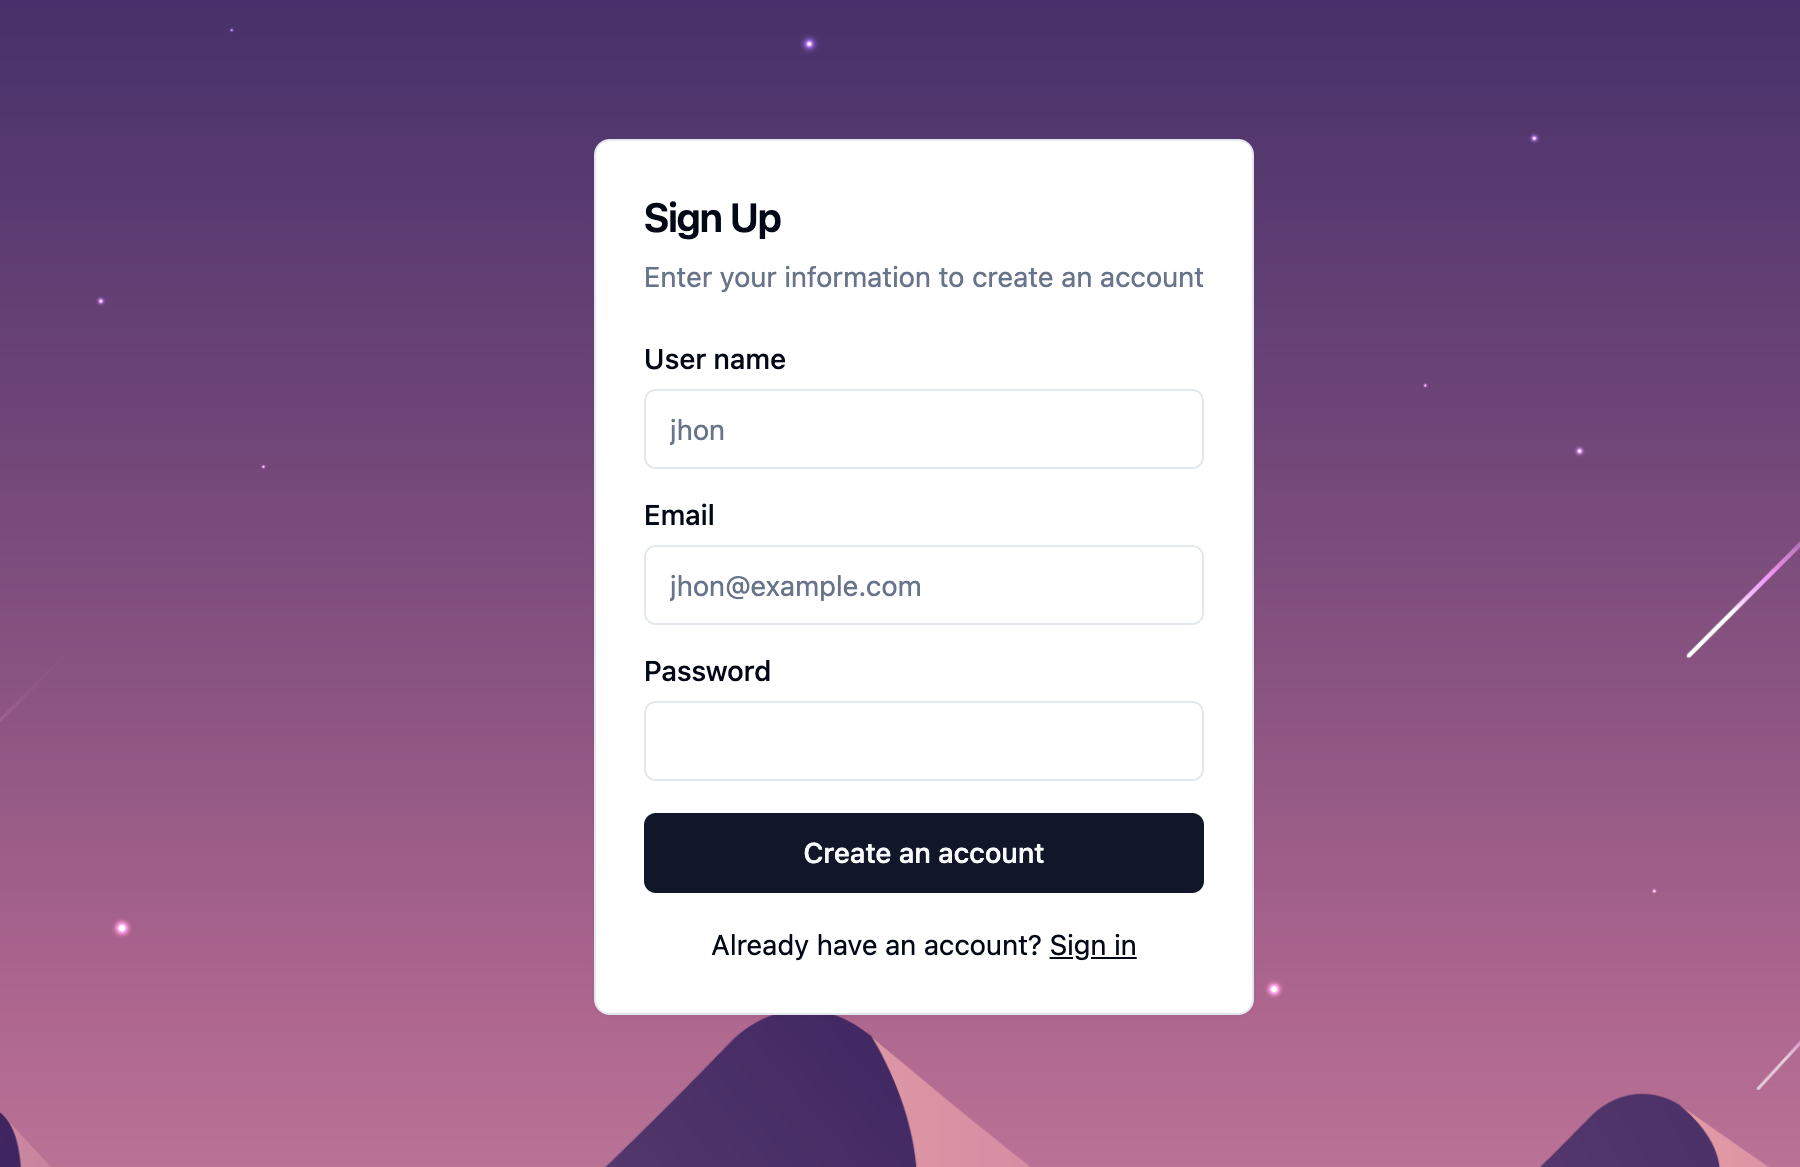 Sign Up
Enter your information to create an account
User name
jhon
Email
jhon@example.com
Password
Create an account
Already have an account? Sign in